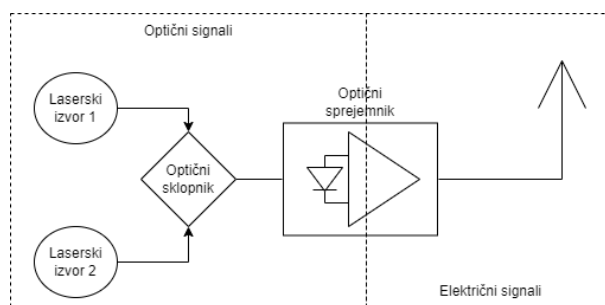 Optični signali
Laserski
izvor 1
Optični
sklopnik
Optični
sprejemnik
Laserski
izvor 2
Električni signali